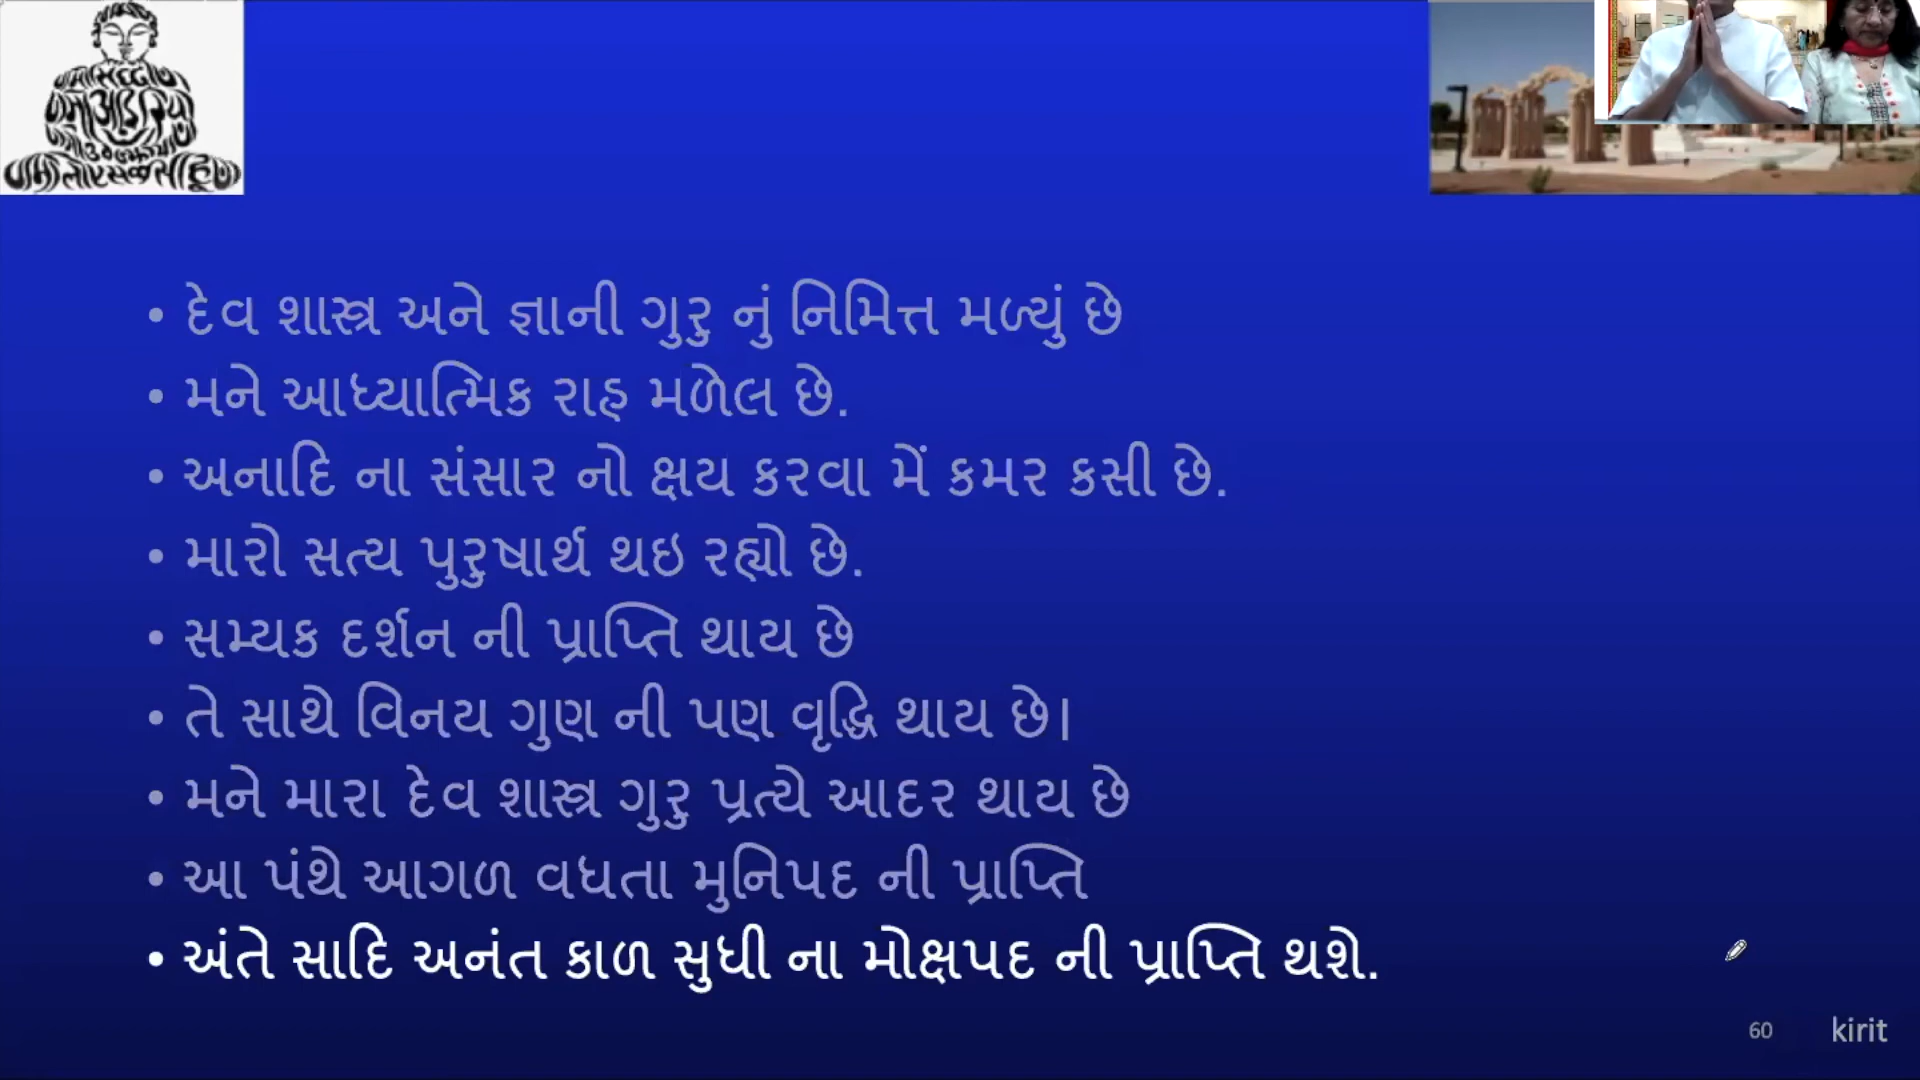 દેવ શાસ્ત્ર અને જ્ઞાની ગુરુ નું નિમિત્ત મળ્યું છે
મને આધ્યાત્મિક રાહ મળેલ છે.
અનાદિ ના સંસાર નો ક્ષય કરવા મેં કમર કસી છે.
મારો સત્ય પુરુષાર્થ થઇ રહ્યો છે.
સમ્યક દર્શન ની પ્રાપ્તિ થાય છે
તે સાથે વિનય ગુણ ની પણ વૃદ્ધિ થાય છે|
મને મારા દેવ શાસ્ત્ર ગુરુ પ્રત્યે આદર થાય છે
આ પંથે આગળ વધતા મુનિપદ ની પ્રાપ્તિ
અંતે સાદિ અનંત કાળ સુધી ના મોક્ષપદ ની પ્રાપ્તિ થશે.
60 kirit